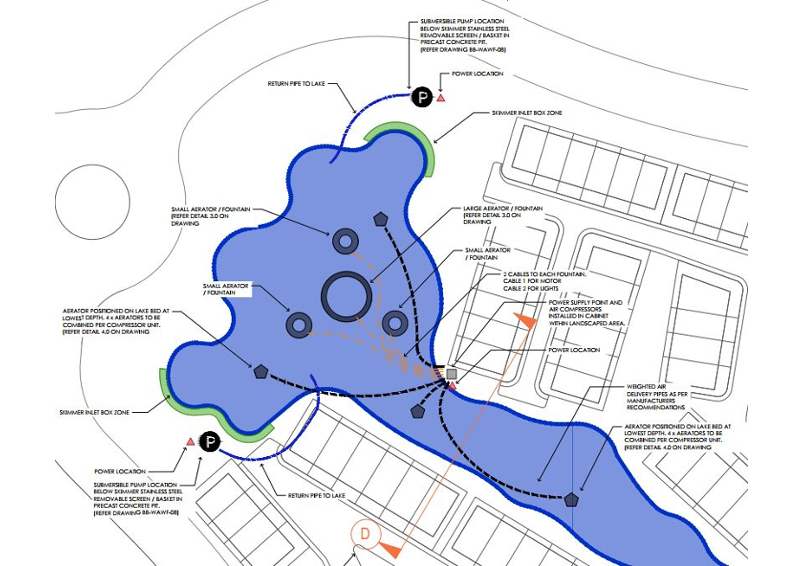 SUBMERSIBLE PUMP LOCATION
BELOW SKIMMER STAINLESS STEEL
REMOVABLE SCREEN / BASKET IN
PRECAST CONCRETE PIT.
(REFER DRAWING BB-WAWF-08)
POWER LOCATION
RETURN PIPE TO LAKE
P
SKIMMER INLET BOX ZONE
SMALL AERATOR / FOUNTAIN
(REFER DETAIL 3.0 ON
DRAWING
LARGE AERATOR / FOUNTAIN
(REFER DETAIL 3.0 ON
DRAWING
SMALL AERATOR
/ FOUNTAIN
2 CABLES TO EACH FOUNTAIN.
CABLE 1 FOR MOTOR
CABLE 2 FOR LIGHTS
SMALL AERATOR
/ FOUNTAIN
POWER SUPPLY POINT AND
AIR COMPRESSORS
INSTALLED IN CABINET
WITHIN LANDSCAPED AREA.
AERATOR POSITIONED ON LAKE BED AT
LOWEST DEPTH. 4 x AERATORS TO BE
COMBINED PER COMPRESSOR UNIT.
(REFER DETAIL 4.0 ON DRAWING
POWER LOCATION
WEIGHTED AIR
DELIVERY PIPES AS PER
MANUFACTURERS
RECOMMENDATIONS
SKIMMER INLET BOX ZONE
AERATOR POSITIONED ON LAKE BED AT
LOWEST DEPTH. 4 x AERATORS TO BE
COMBINED PER COMPRESSOR UNIT.
(REFER DETAIL 4.0 ON DRAWING
P
POWER LOCATION
SUBMERSIBLE PUMP LOCATION
BELOW SKIMMER STAINLESS STEEL
REMOVABLE SCREEN / BASKET IN
PRECAST CONCRETE PIT.
(REFER DRAWING BB-WAWF-08)
RETURN PIPE TO LAKE
D